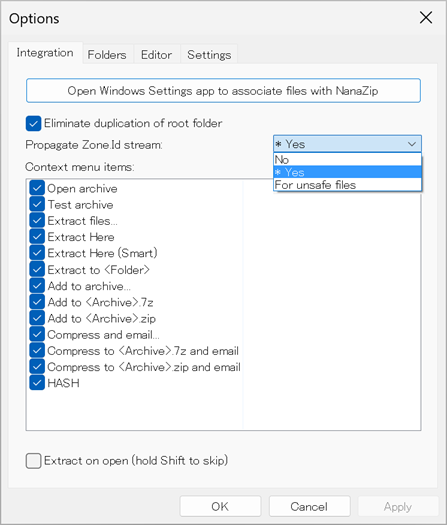 Options
Integration Folders Editor Settings
Open Windows Settings app to associate files with NanaZip
Eliminate duplication of root folder
Propagate Zone.Id stream: * Yes
No
* Yes
For unsafe files
Context menu items:
Open archive
Test archive
Extract files...
Extract Here
Extract Here (Smart)
Extract to <Folder>
Add to archive...
Add to <Archive>.7z
Add to <Archive>.zip
Compress and email...
Compress to <Archive>.7z and email
Compress to <Archive>.zip and email
HASH
Extract on open (hold Shift to skip)
OK Cancel Apply